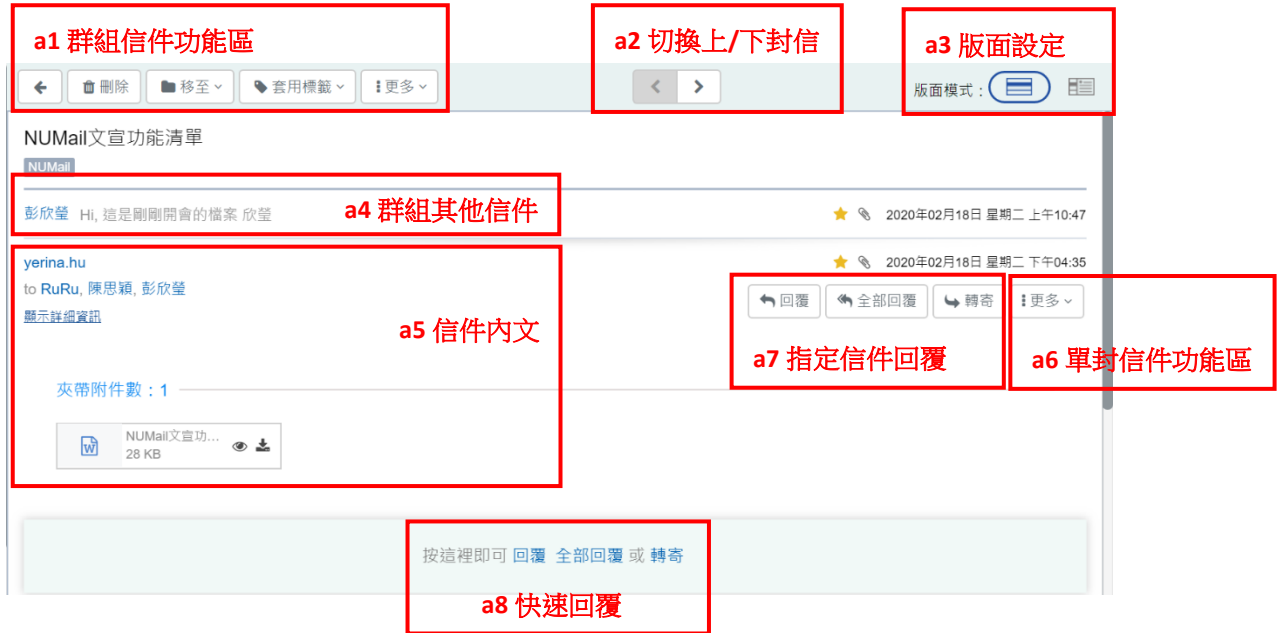 a1 群組信件功能區
a2 切換上/下封信
a3 版面設定
刪除 移至 套用標籤 更多
版面模式：
NUMail文宣功能清單
NUMail
彭欣瑩 Hi, 這是剛剛開會的檔案 欣瑩
a4 群組其他信件
2020年02月18日 星期二 上午10:47
yerina.hu
2020年02月18日 星期二 下午04:35
to RuRu, 陳思穎, 彭欣瑩
回覆 全部回覆 轉寄 更多
顯示詳細資訊
a5 信件內文
a7 指定信件回覆
a6 單封信件功能區
夾帶附件數：1
NUMail文宣功...
28 KB
按這裡即可 回覆 全部回覆 或 轉寄
a8 快速回覆